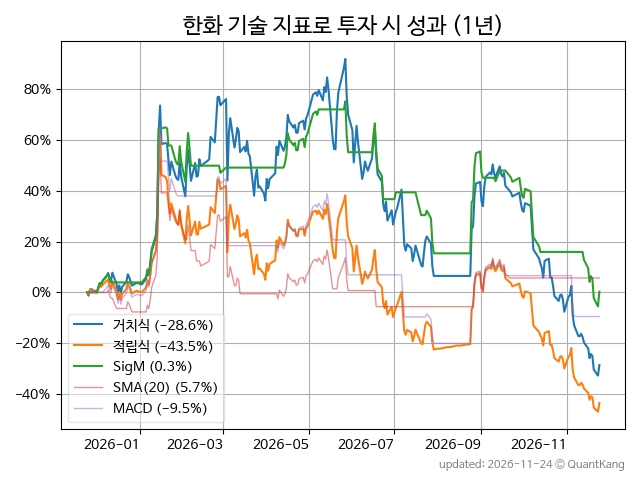 한화 기술 지표로 투자 시 성과 (1년)
80%
60%
40%
20%
0%
−20%
−40%
거치식 (−28.6%)
적립식 (−43.5%)
SigM (0.3%)
SMA(20) (5.7%)
MACD (−9.5%)
2026-01
2026-03
2026-05
2026-07
2026-09
2026-11
updated: 2026-11-24 © QuantKang